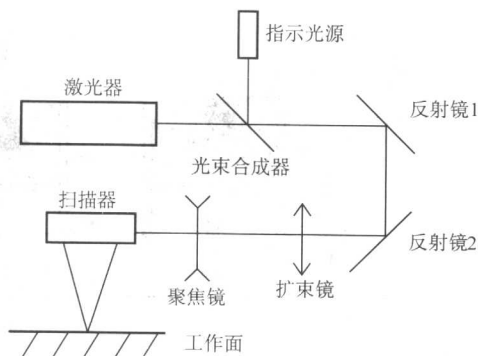 指示光源
激光器
反射镜1
光束合成器
扫描器
反射镜2
聚焦镜
扩束镜
工作面